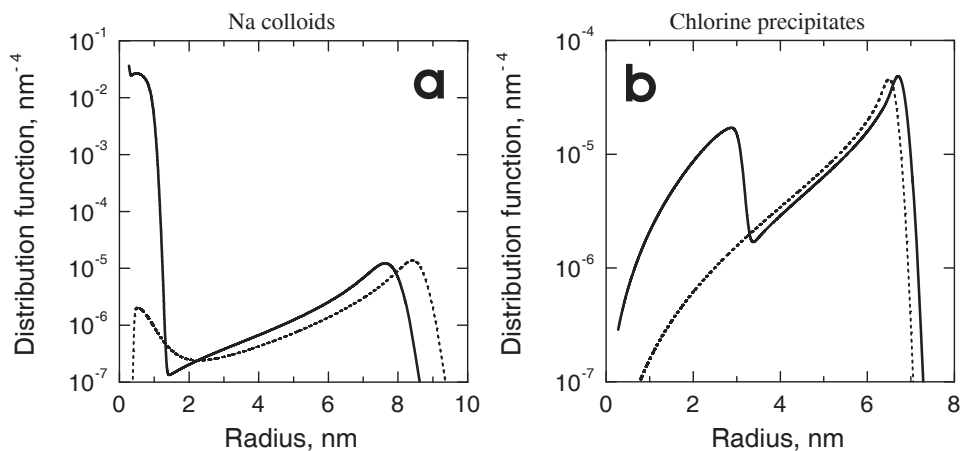 Na colloids
Chlorine precipitates
a
b
Distribution function, nm⁻⁴
10⁻¹
10⁻²
10⁻³
10⁻⁴
10⁻⁵
10⁻⁶
10⁻⁷
0 2 4 6 8 10
Radius, nm
Distribution function, nm⁻⁴
10⁻⁴
10⁻⁵
10⁻⁶
10⁻⁷
0 2 4 6 8
Radius, nm